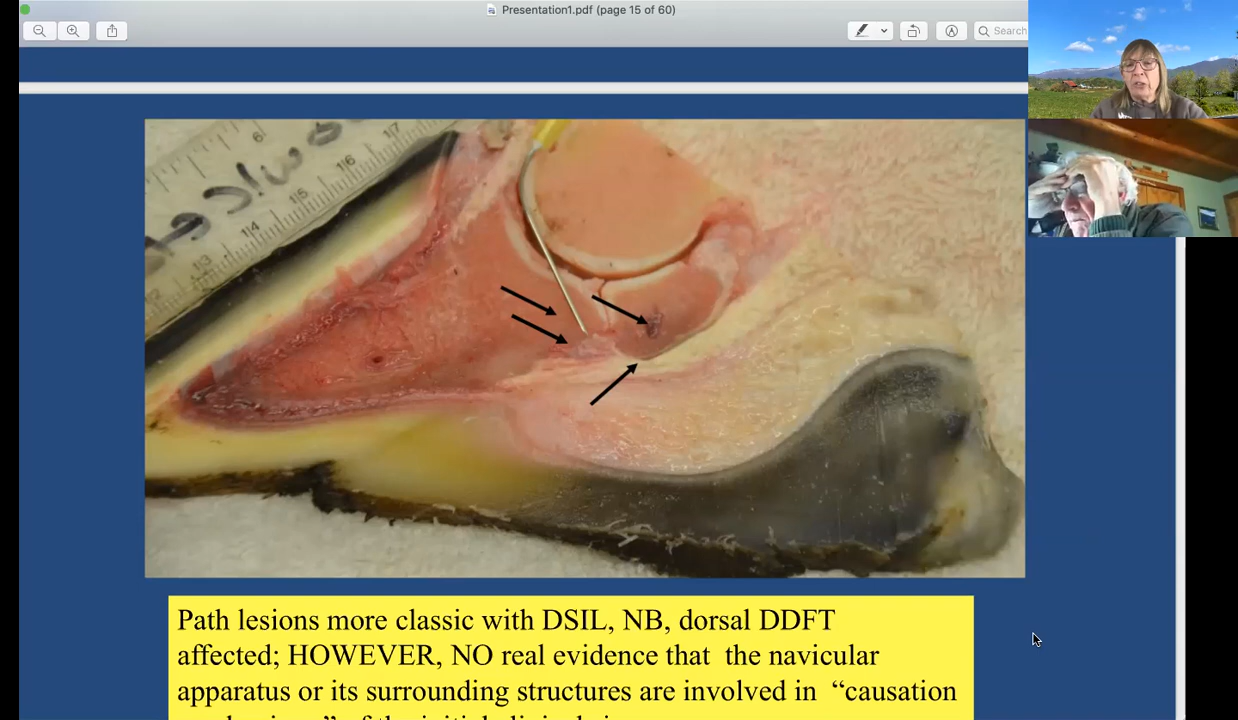 Presentation1.pdf (page 15 of 60)
Search
Path lesions more classic with DSIL, NB, dorsal DDFT
affected; HOWEVER, NO real evidence that the navicular
apparatus or its surrounding structures are involved in “causation